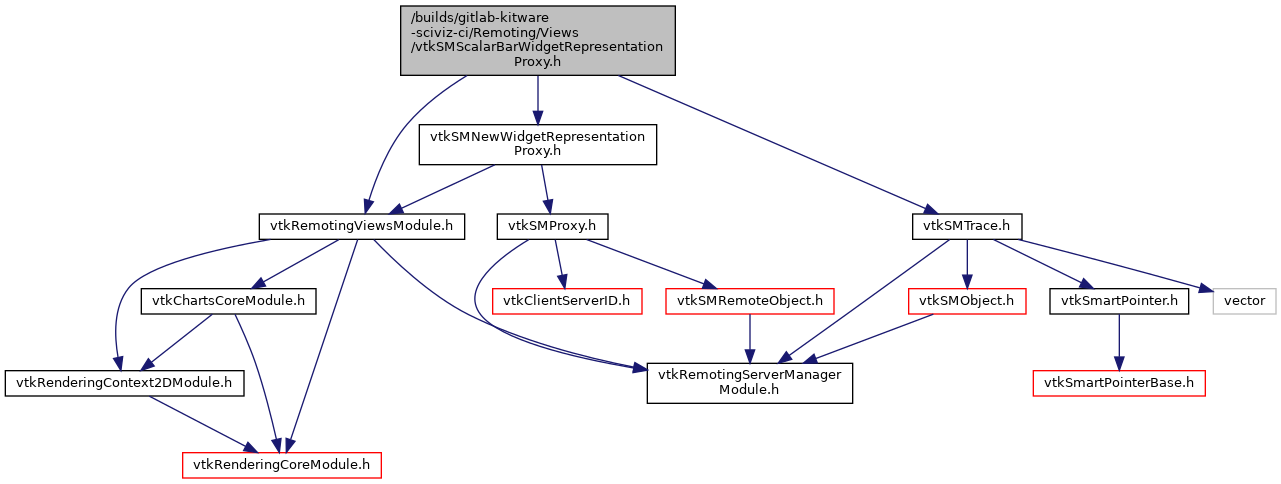 /builds/gitlab-kitware
-sciviz-ci/Remoting/Views
/vtkSMScalarBarWidgetRepresentation
Proxy.h
vtkSMNewWidgetRepresentation
Proxy.h
vtkRemotingViewsModule.h
vtkSMProxy.h
vtkSMTrace.h
vtkChartsCoreModule.h
vtkClientServerID.h
vtkSMRemoteObject.h
vtkSMObject.h
vtkSmartPointer.h
vector
vtkRenderingContext2DModule.h
vtkRemotingServerManager
Module.h
vtkSmartPointerBase.h
vtkRenderingCoreModule.h